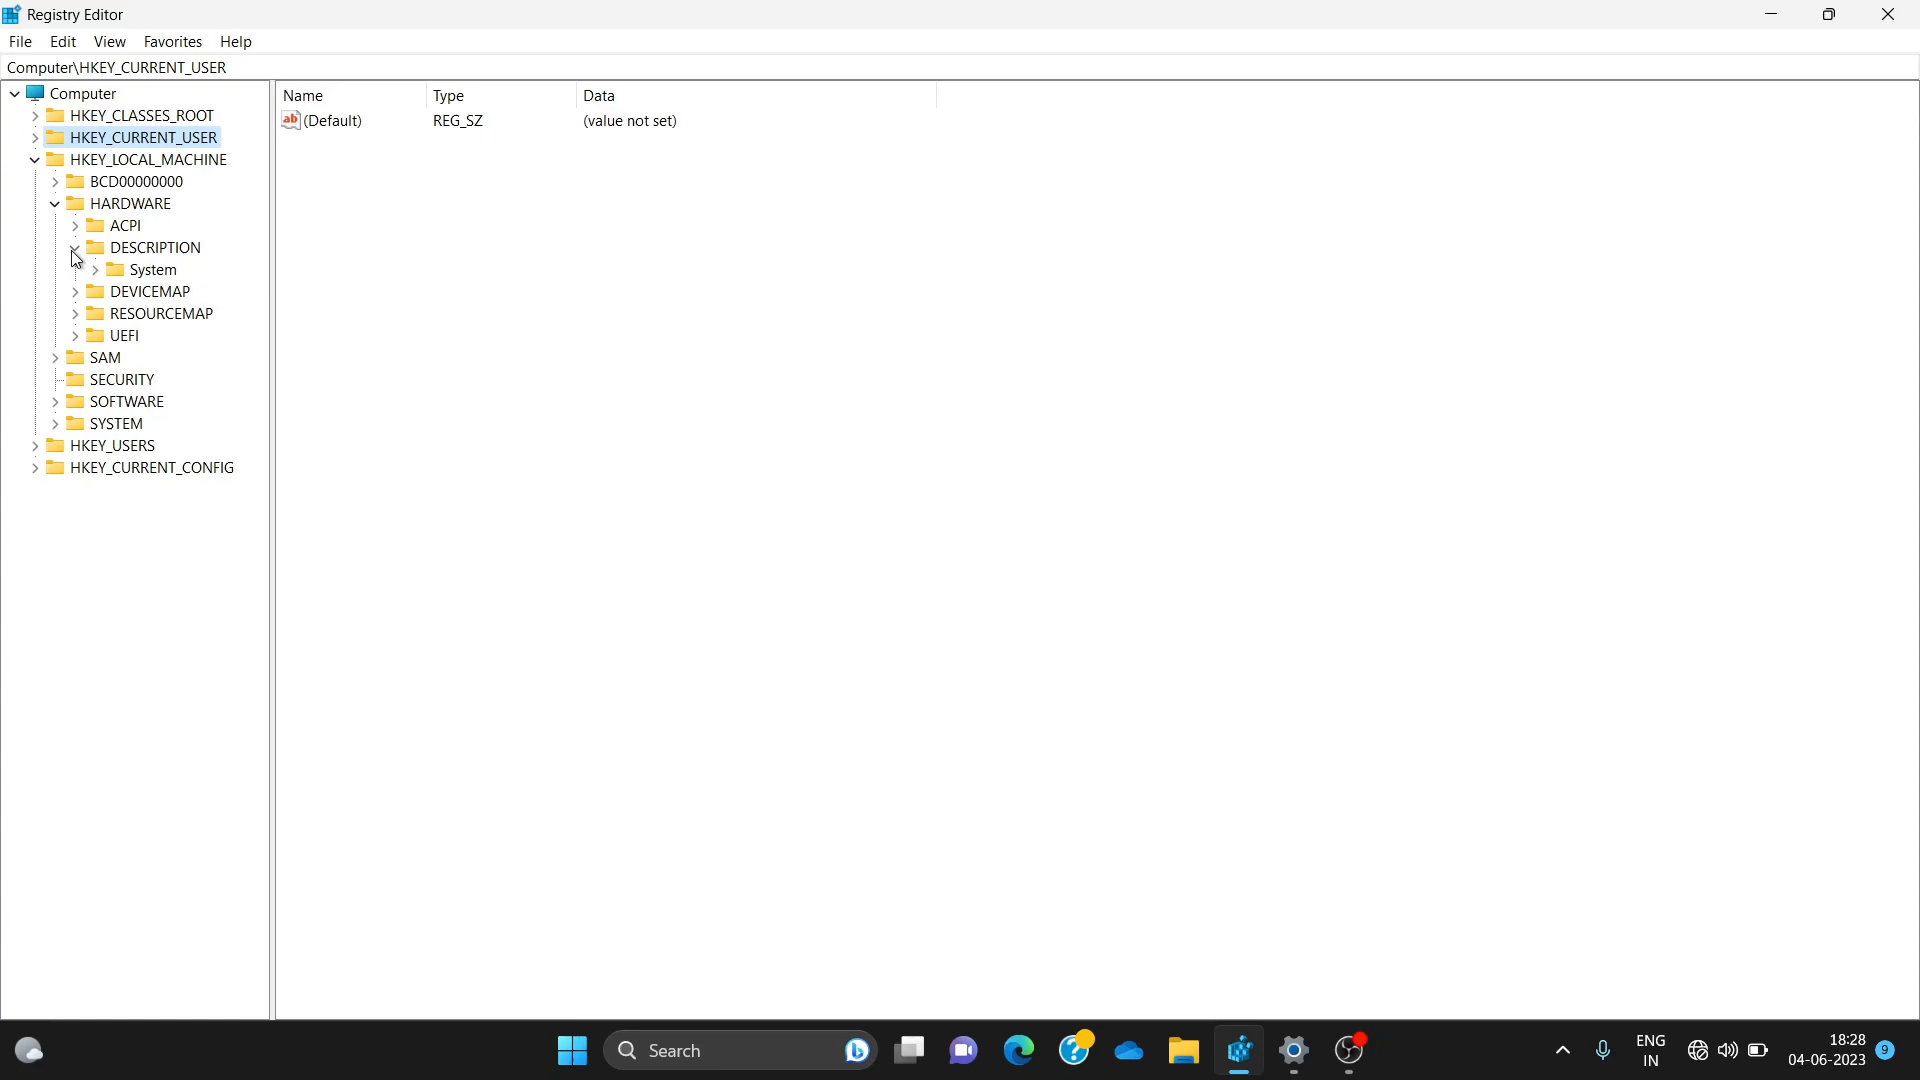 Registry Editor
File Edit View Favorites Help
Computer\HKEY_CURRENT_USER
Computer
HKEY_CLASSES_ROOT
HKEY_CURRENT_USER
HKEY_LOCAL_MACHINE
BCD00000000
HARDWARE
ACPI
DESCRIPTION
System
DEVICEMAP
RESOURCEMAP
UEFI
SAM
SECURITY
SOFTWARE
SYSTEM
HKEY_USERS
HKEY_CURRENT_CONFIG
Name Type Data
ab (Default) REG_SZ (value not set)
Search
ENG
IN
18:28
04-06-2023
9